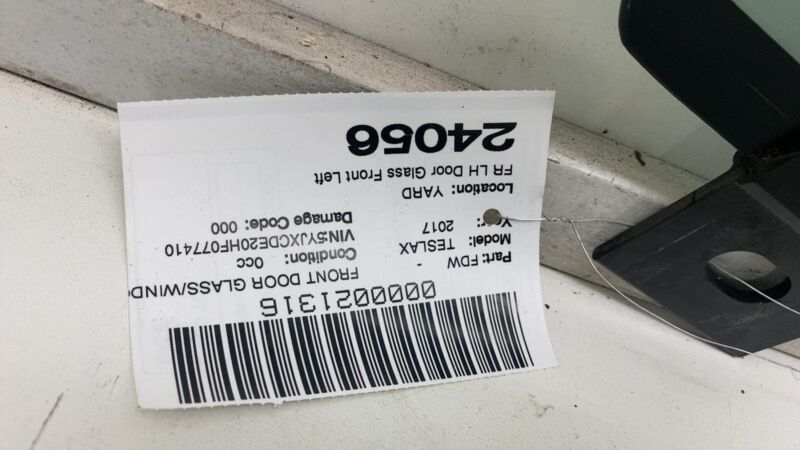 0000021316
FRONT DOOR GLASS/WIND
Part: FDW - Condition: 0cc
Model: TESLAX VIN:5YJXCDE20HF077410
Year: 2017 Damage Code: 000
Location: YARD
FR LH Door Glass Front Left
24056